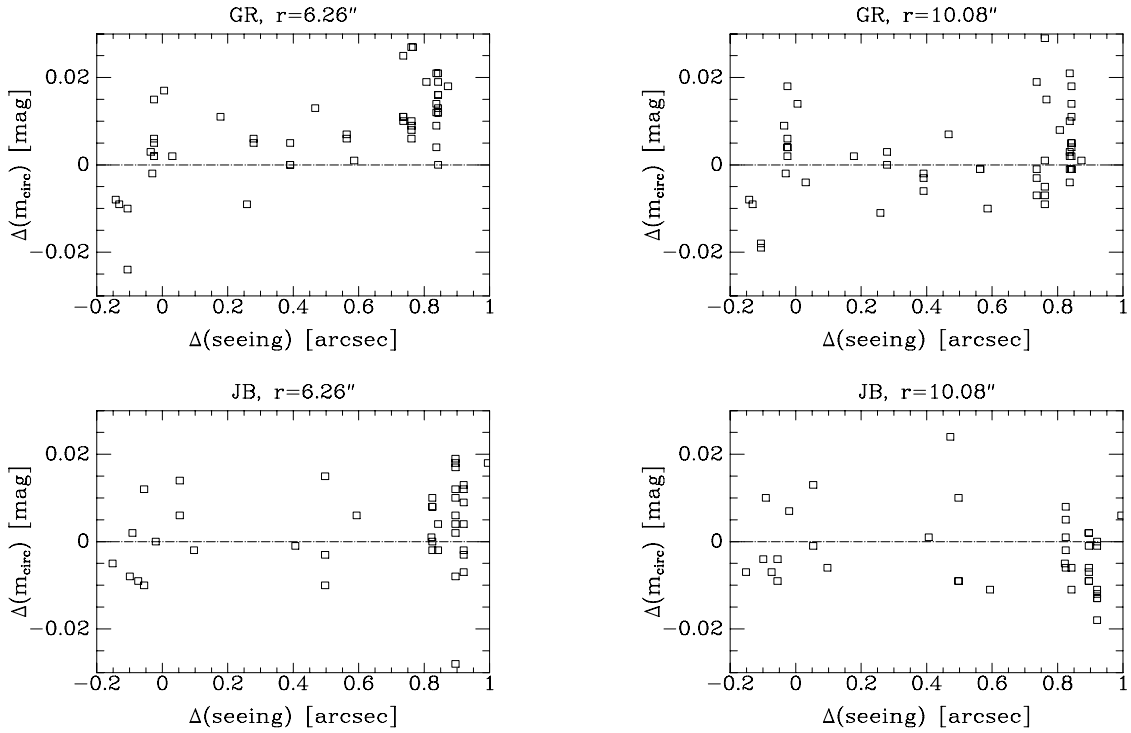 GR, r=6.26″
0.02
0
−0.02
Δ(m_circ) [mag]
−0.2 0 0.2 0.4 0.6 0.8 1
Δ(seeing) [arcsec]
GR, r=10.08″
0.02
0
−0.02
Δ(m_circ) [mag]
−0.2 0 0.2 0.4 0.6 0.8 1
Δ(seeing) [arcsec]
JB, r=6.26″
0.02
0
−0.02
Δ(m_circ) [mag]
−0.2 0 0.2 0.4 0.6 0.8 1
Δ(seeing) [arcsec]
JB, r=10.08″
0.02
0
−0.02
Δ(m_circ) [mag]
−0.2 0 0.2 0.4 0.6 0.8 1
Δ(seeing) [arcsec]